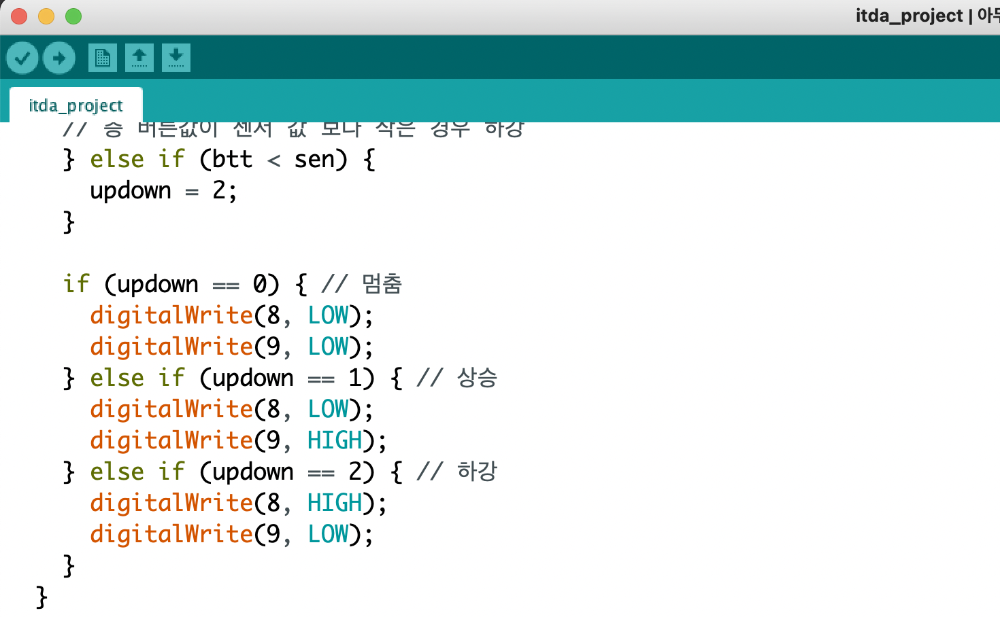 itda_project |
itda_project
// 층 버튼값이 센서 값 보다 작은 경우 하강
} else if (btt < sen) {
updown = 2;
}
if (updown == 0) { // 멈춤
digitalWrite(8, LOW);
digitalWrite(9, LOW);
} else if (updown == 1) { // 상승
digitalWrite(8, LOW);
digitalWrite(9, HIGH);
} else if (updown == 2) { // 하강
digitalWrite(8, HIGH);
digitalWrite(9, LOW);
}
}